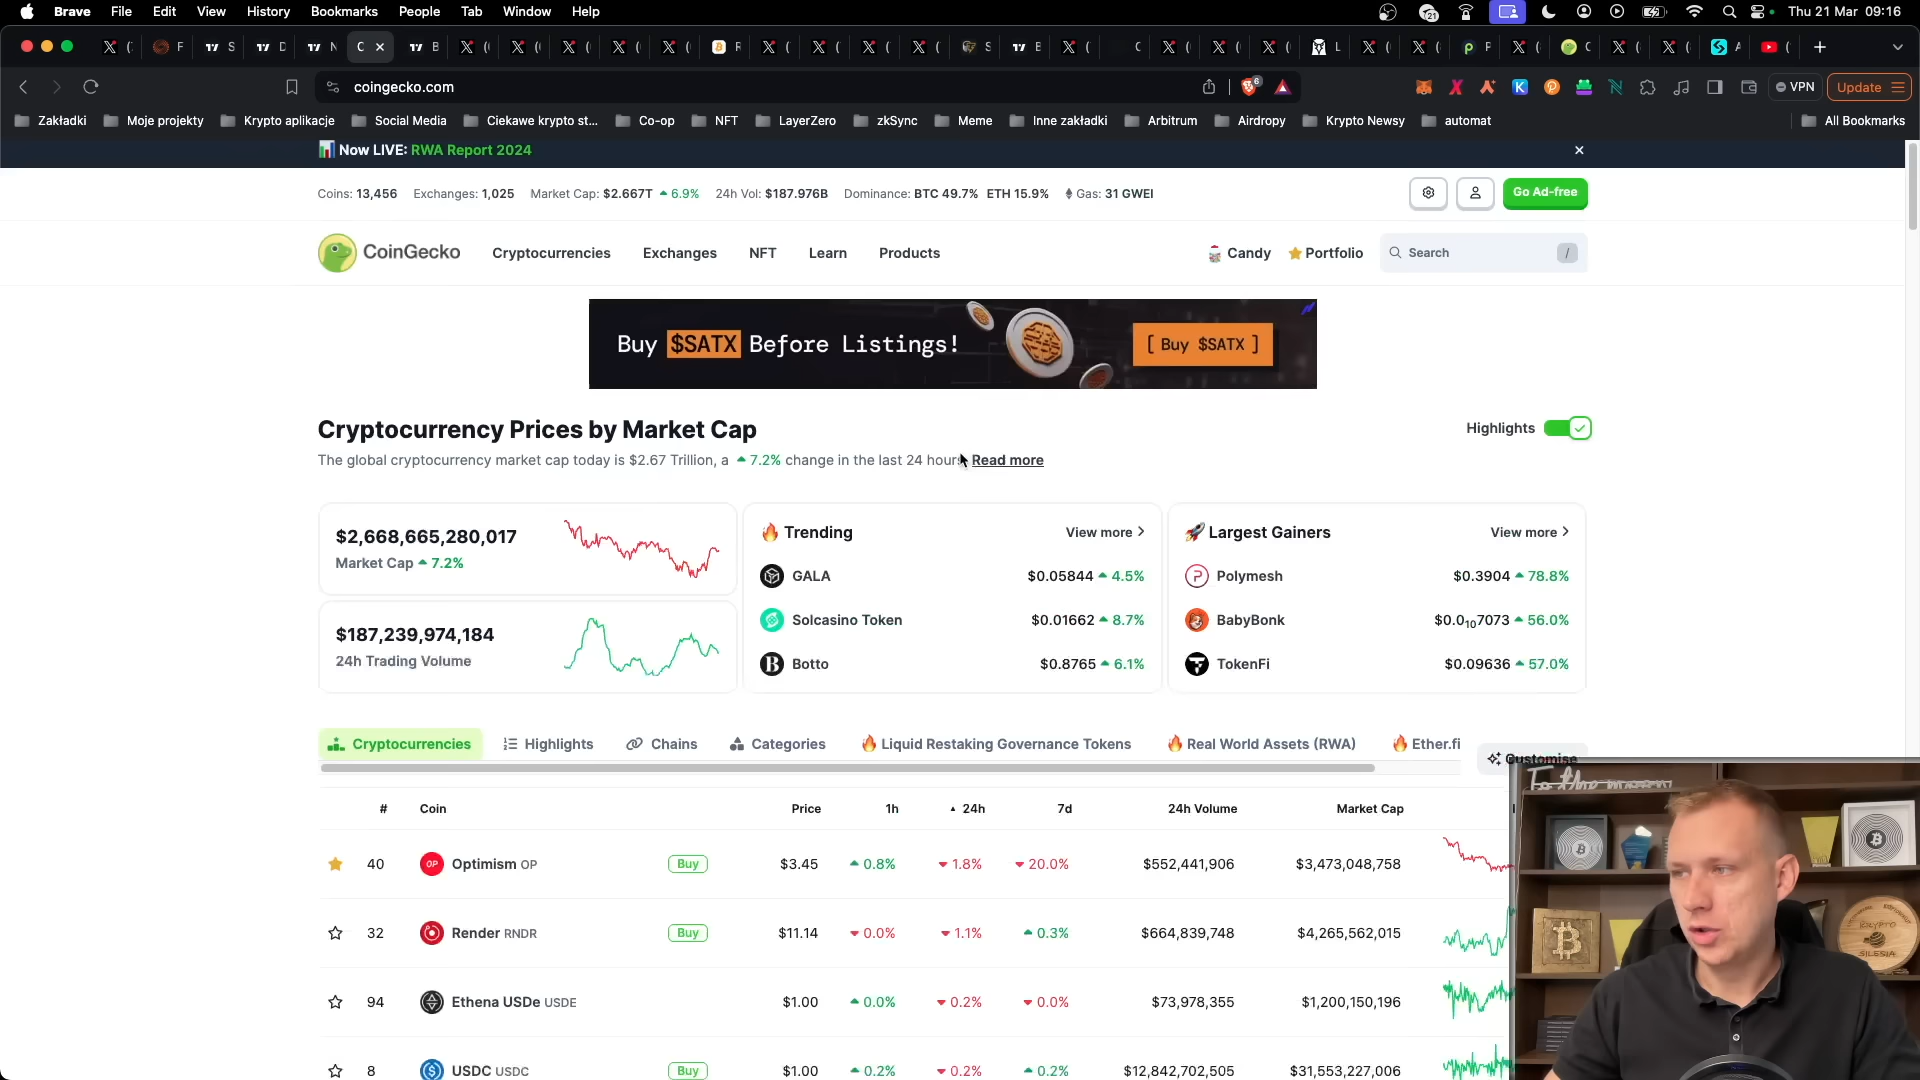 Brave File Edit View History Bookmarks People Tab Window Help 21 Thu 21 Mar 09:16
coingecko.com 6 VPN Update
Zakładki Moje projekty Krypto aplikacje Social Media Ciekawe krypto st... Co-op NFT LayerZero zkSync Meme Inne zakładki Arbitrum Airdropy Krypto Newsy automat All Bookmarks
Now LIVE: RWA Report 2024
Coins: 13,456 Exchanges: 1,025 Market Cap: $2.667T 6.9% 24h Vol: $187.976B Dominance: BTC 49.7% ETH 15.9% Gas: 31 GWEI Go Ad-free
CoinGecko Cryptocurrencies Exchanges NFT Learn Products Candy Portfolio Search /
Buy $SATX Before Listings! [ Buy $SATX ]
Cryptocurrency Prices by Market Cap Highlights
The global cryptocurrency market cap today is $2.67 Trillion, a 7.2% change in the last 24 hours Read more
$2,668,665,280,017
Market Cap 7.2%
$187,239,974,184
24h Trading Volume
Trending View more
GALA $0.05844 4.5%
Solcasino Token $0.01662 8.7%
Botto $0.8765 6.1%
Largest Gainers View more
Polymesh $0.3904 78.8%
BabyBonk $0.0₁₀7073 56.0%
TokenFi $0.09636 57.0%
Cryptocurrencies Highlights Chains Categories Liquid Restaking Governance Tokens Real World Assets (RWA) Ether.fi Customise
# Coin Price 1h 24h 7d 24h Volume Market Cap
40 Optimism OP Buy $3.45 0.8% 1.8% 20.0% $552,441,906 $3,473,048,758
32 Render RNDR Buy $11.14 0.0% 1.1% 0.3% $664,839,748 $4,265,562,015
94 Ethena USDe USDE $1.00 0.0% 0.2% 0.0% $73,978,355 $1,200,150,196
8 USDC USDC Buy $1.00 0.2% 0.2% 0.2% $12,842,702,505 $31,553,227,006
To the moon
SILESIA